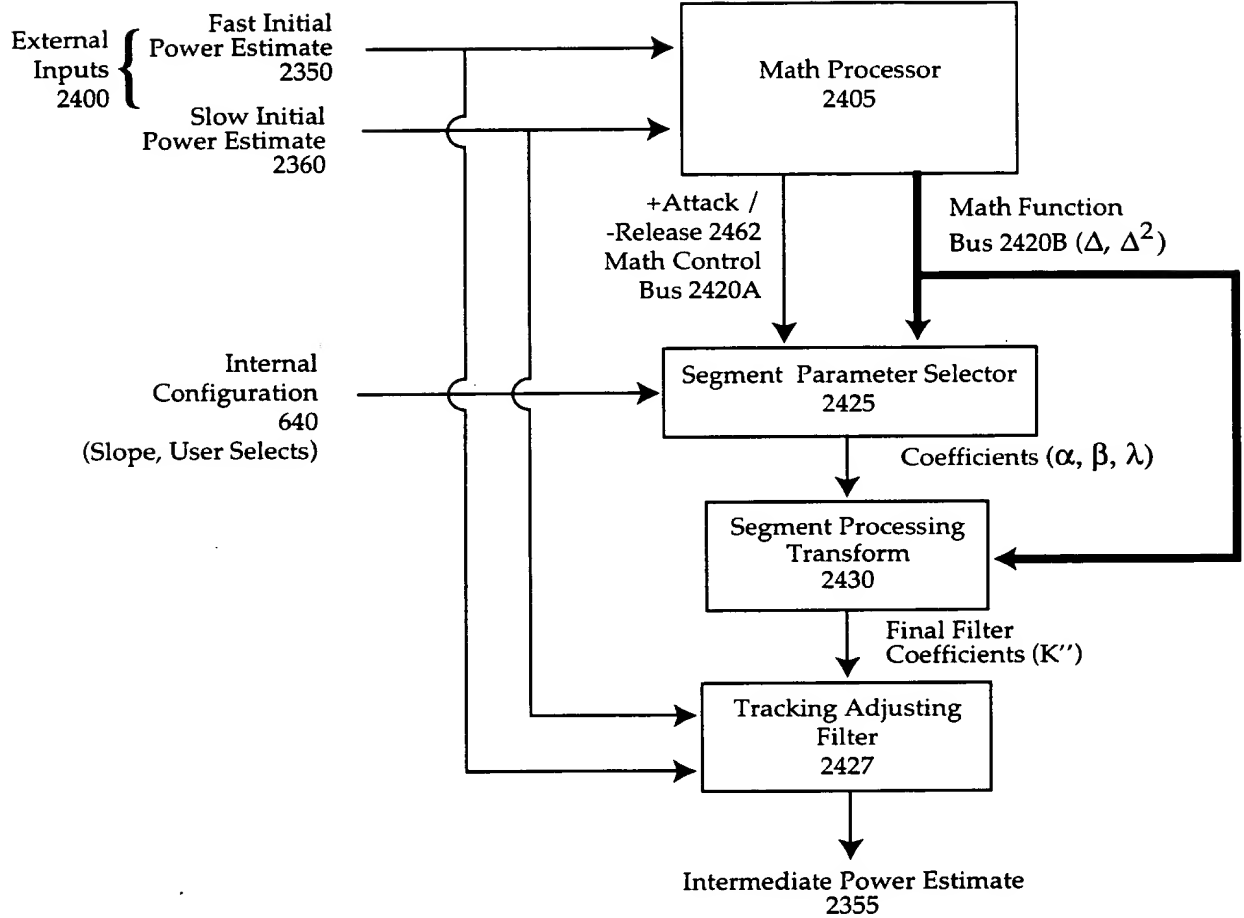 External
Inputs
2400
Fast Initial
Power Estimate
2350
Slow Initial
Power Estimate
2360
Math Processor
2405
+Attack /
-Release 2462
Math Control
Bus 2420A
Math Function
Bus 2420B (Δ, Δ²)
Internal
Configuration
640
(Slope, User Selects)
Segment Parameter Selector
2425
Coefficients (α, β, λ)
Segment Processing
Transform
2430
Final Filter
Coefficients (K'')
Tracking Adjusting
Filter
2427
Intermediate Power Estimate
2355